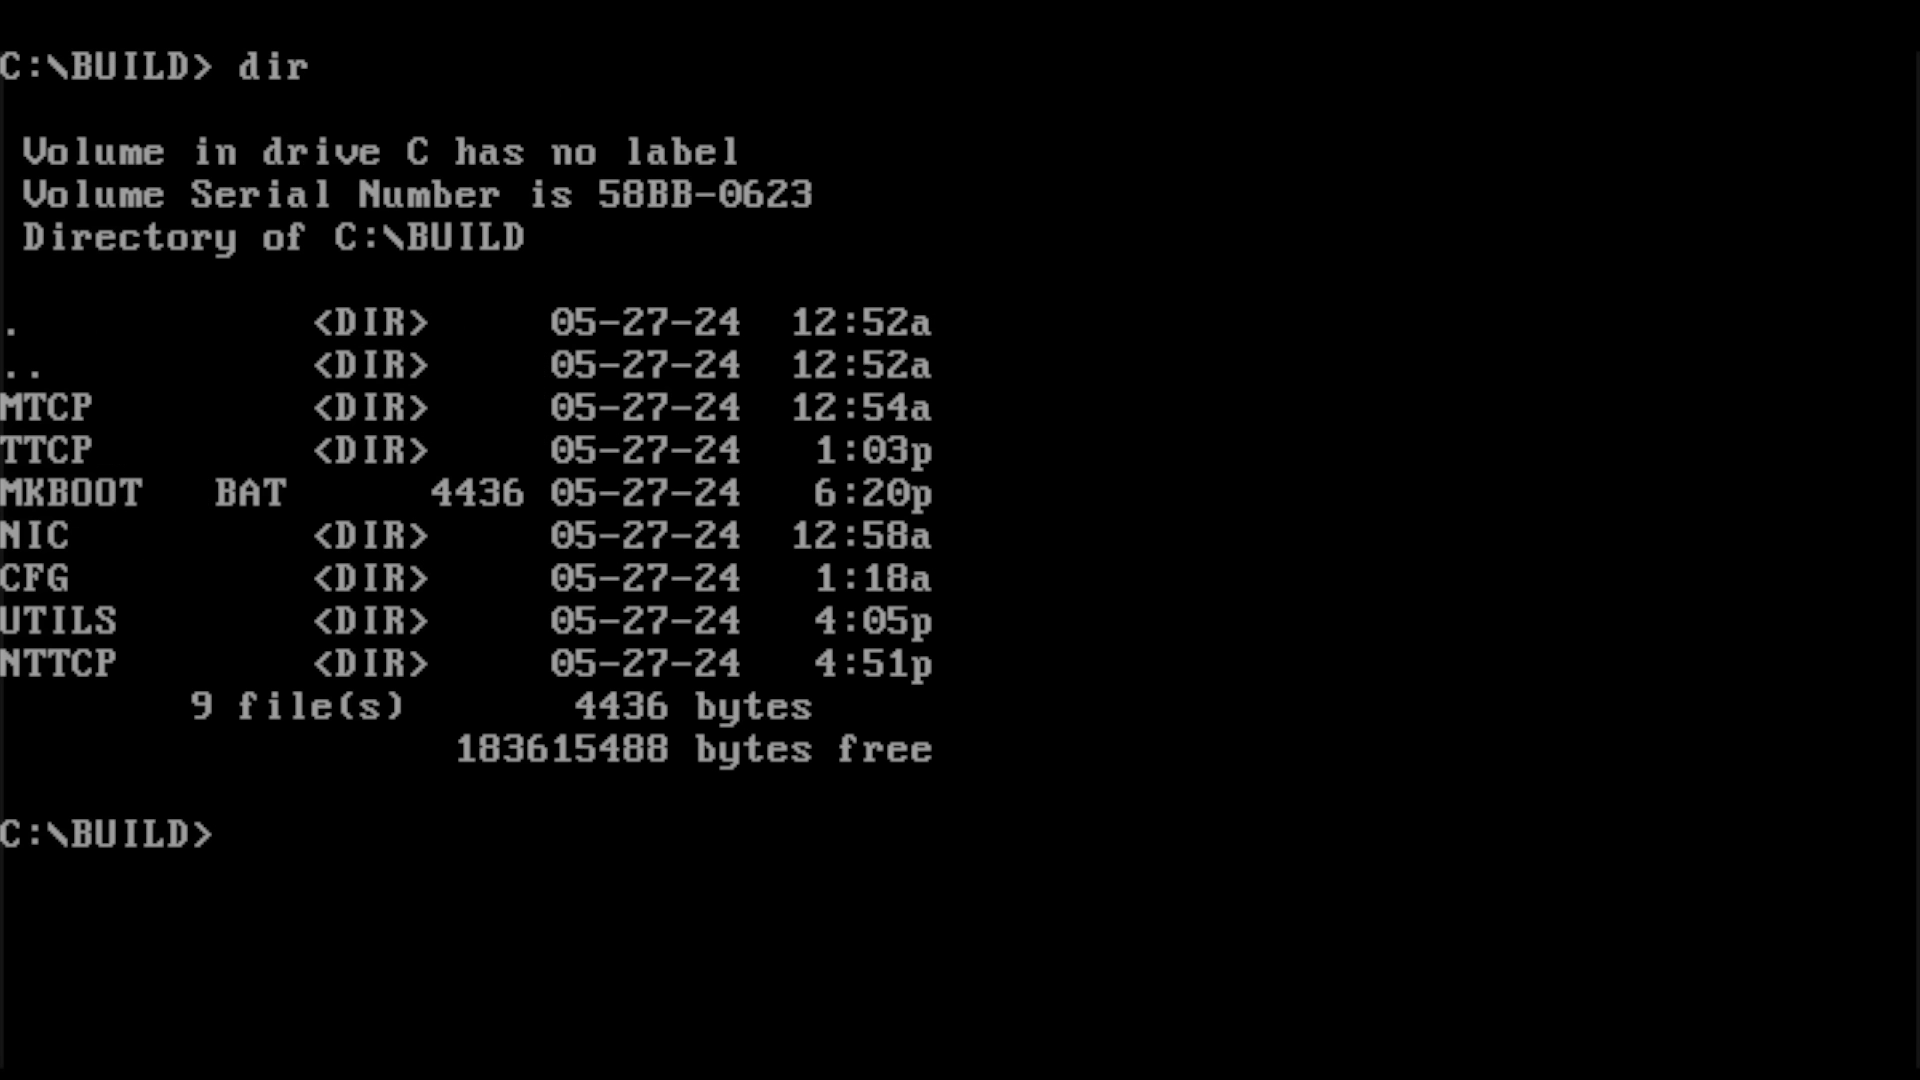 C:\BUILD> dir
Volume in drive C has no label
Volume Serial Number is 58BB-0623
Directory of C:\BUILD
. <DIR> 05-27-24 12:52a
.. <DIR> 05-27-24 12:52a
MTCP <DIR> 05-27-24 12:54a
TTCP <DIR> 05-27-24 1:03p
MKBOOT BAT 4436 05-27-24 6:20p
NIC <DIR> 05-27-24 12:58a
CFG <DIR> 05-27-24 1:18a
UTILS <DIR> 05-27-24 4:05p
NTTCP <DIR> 05-27-24 4:51p
9 file(s) 4436 bytes
183615488 bytes free
C:\BUILD>